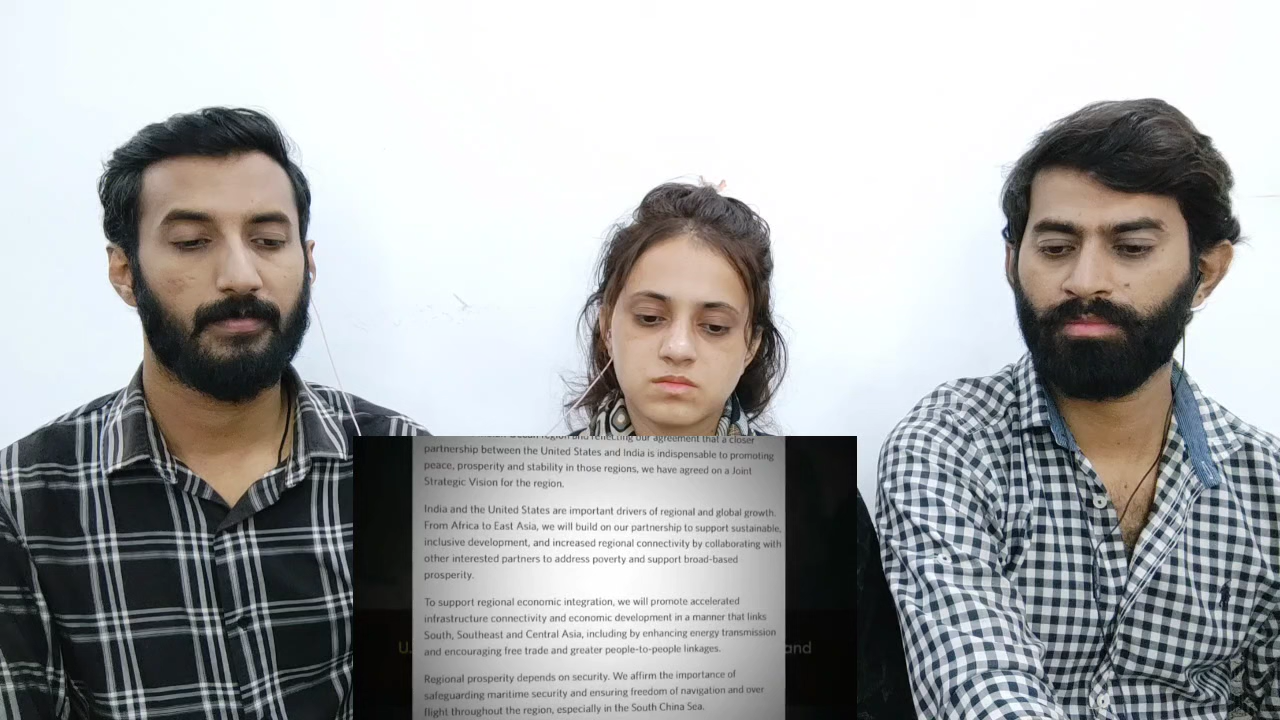 our agreement that a closer
partnership between the United States and India is indispensable to promoting
peace, prosperity and stability in those regions, we have agreed on a Joint
Strategic Vision for the region.
India and the United States are important drivers of regional and global growth.
From Africa to East Asia, we will build on our partnership to support sustainable,
inclusive development, and increased regional connectivity by collaborating with
other interested partners to address poverty and support broad-based
prosperity.
To support regional economic integration, we will promote accelerated
infrastructure connectivity and economic development in a manner that links
South, Southeast and Central Asia, including by enhancing energy transmission
and encouraging free trade and greater people-to-people linkages.
U. and
Regional prosperity depends on security. We affirm the importance of
safeguarding maritime security and ensuring freedom of navigation and over
flight throughout the region, especially in the South China Sea.